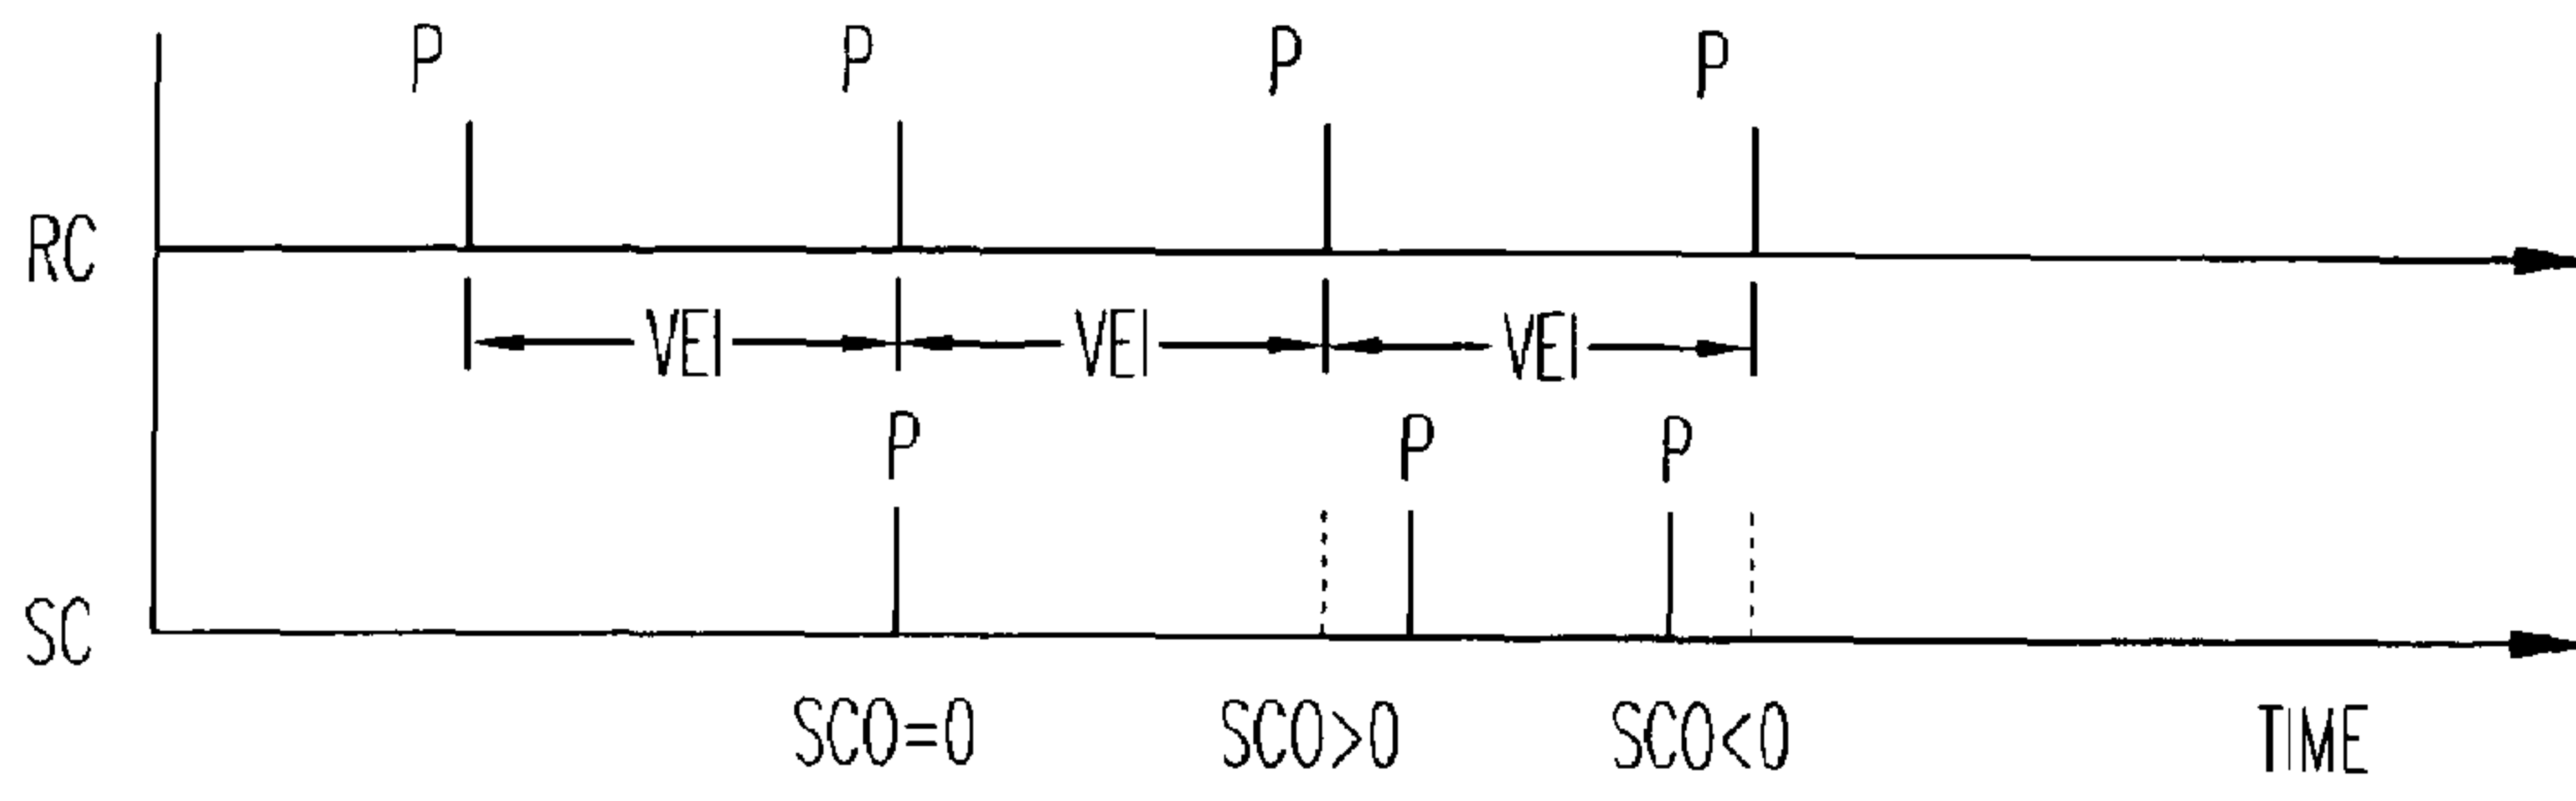 P P P P
RC
VEI VEI VEI
P P P
SC
SCO=0 SCO>0 SCO<0 TIME